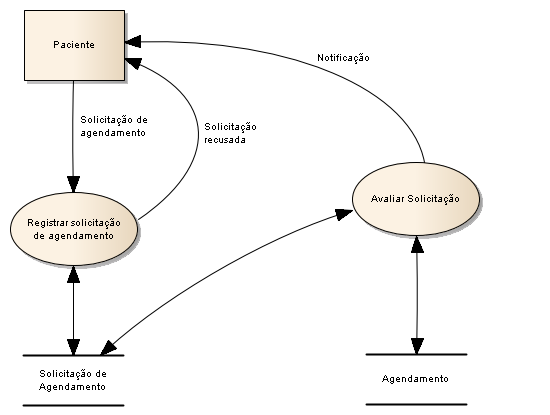 Paciente
Notificação
Solicitação de
agendamento
Solicitação
recusada
Avaliar Solicitação
Registrar solicitação
de agendamento
Solicitação de
Agendamento
Agendamento